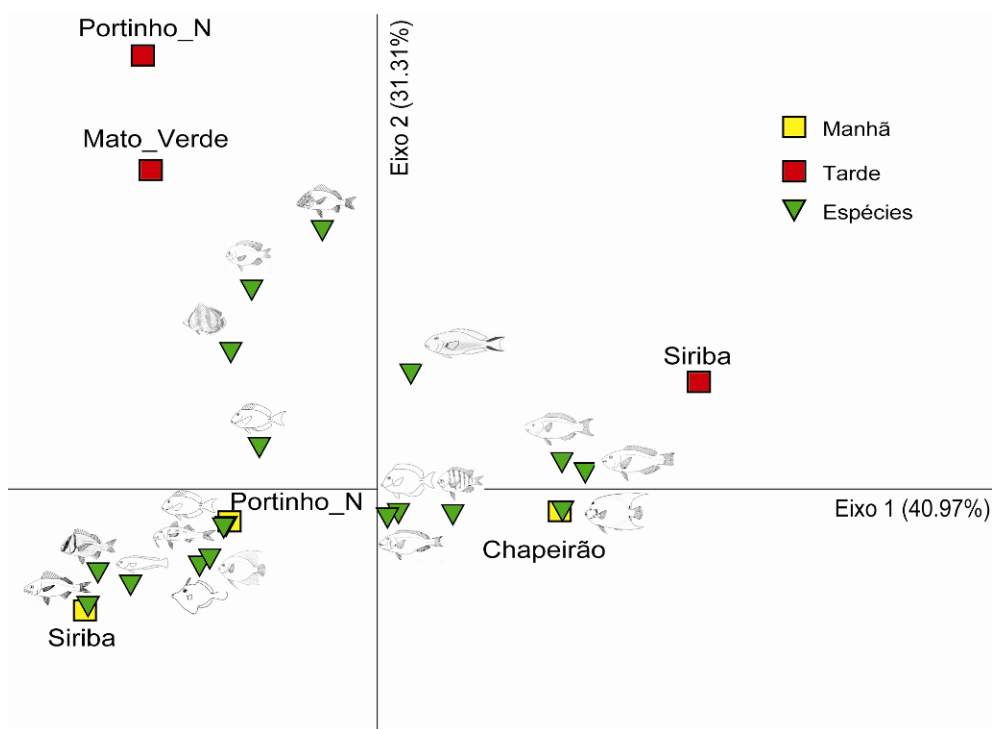 Portinho_N
Mato_Verde
Eixo 2 (31.31%)
Manhã
Tarde
Espécies
Siriba
Portinho_N
Eixo 1 (40.97%)
Chapeirão
Siriba